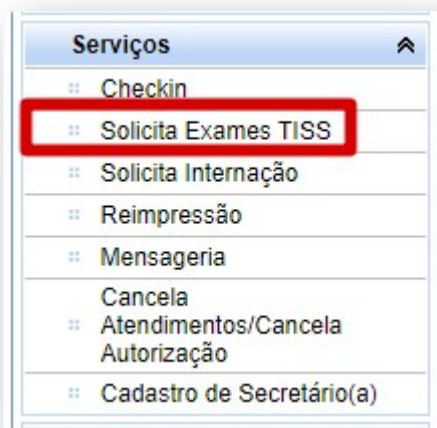 Serviços
Checkin
Solicita Exames TISS
Solicita Internação
Reimpressão
Mensageria
Cancela
Atendimentos/Cancela
Autorização
Cadastro de Secretário(a)